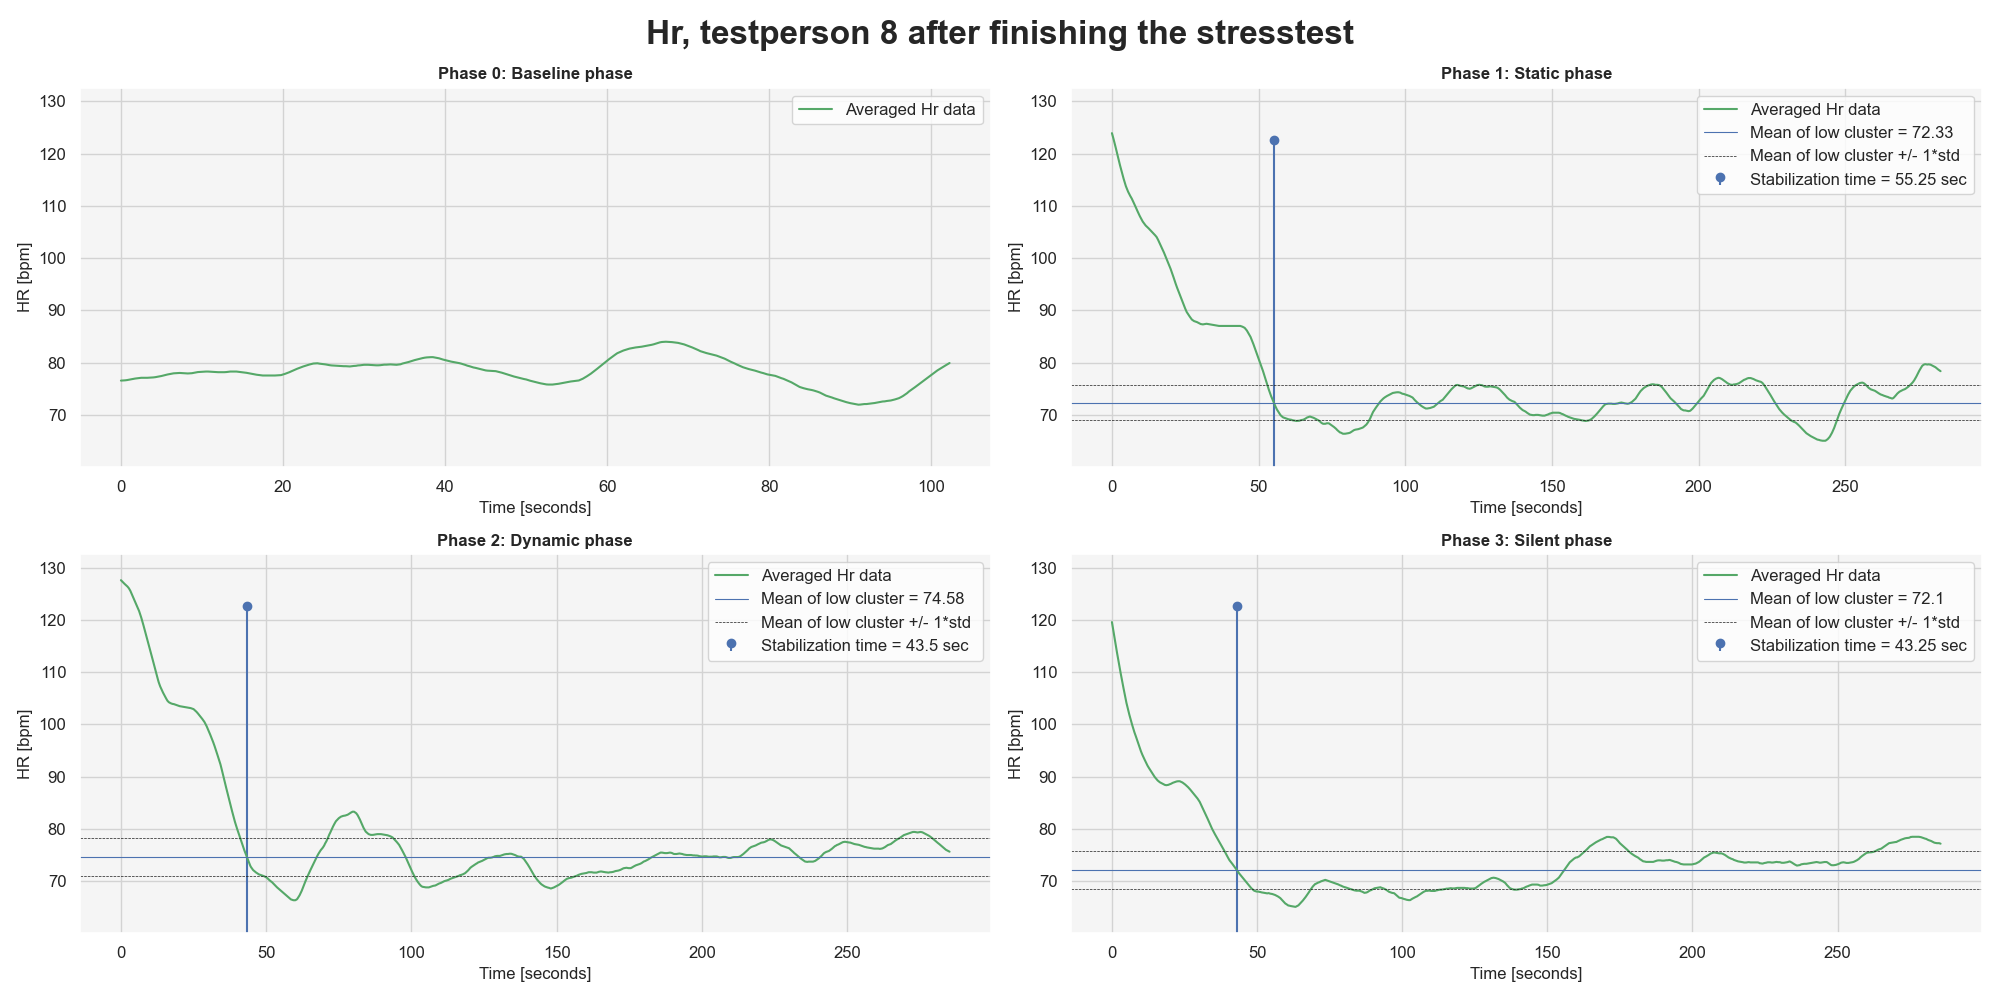 Hr, testperson 8 after finishing the stresstest
Phase 0: Baseline phase
130
120
110
100
90
80
70
HR [bpm]
Averaged Hr data
0 20 40 60 80 100
Time [seconds]
Phase 1: Static phase
130
120
110
100
90
80
70
HR [bpm]
Averaged Hr data
Mean of low cluster = 72.33
Mean of low cluster +/- 1*std
Stabilization time = 55.25 sec
0 50 100 150 200 250
Time [seconds]
Phase 2: Dynamic phase
130
120
110
100
90
80
70
HR [bpm]
Averaged Hr data
Mean of low cluster = 74.58
Mean of low cluster +/- 1*std
Stabilization time = 43.5 sec
0 50 100 150 200 250
Time [seconds]
Phase 3: Silent phase
130
120
110
100
90
80
70
HR [bpm]
Averaged Hr data
Mean of low cluster = 72.1
Mean of low cluster +/- 1*std
Stabilization time = 43.25 sec
0 50 100 150 200 250
Time [seconds]